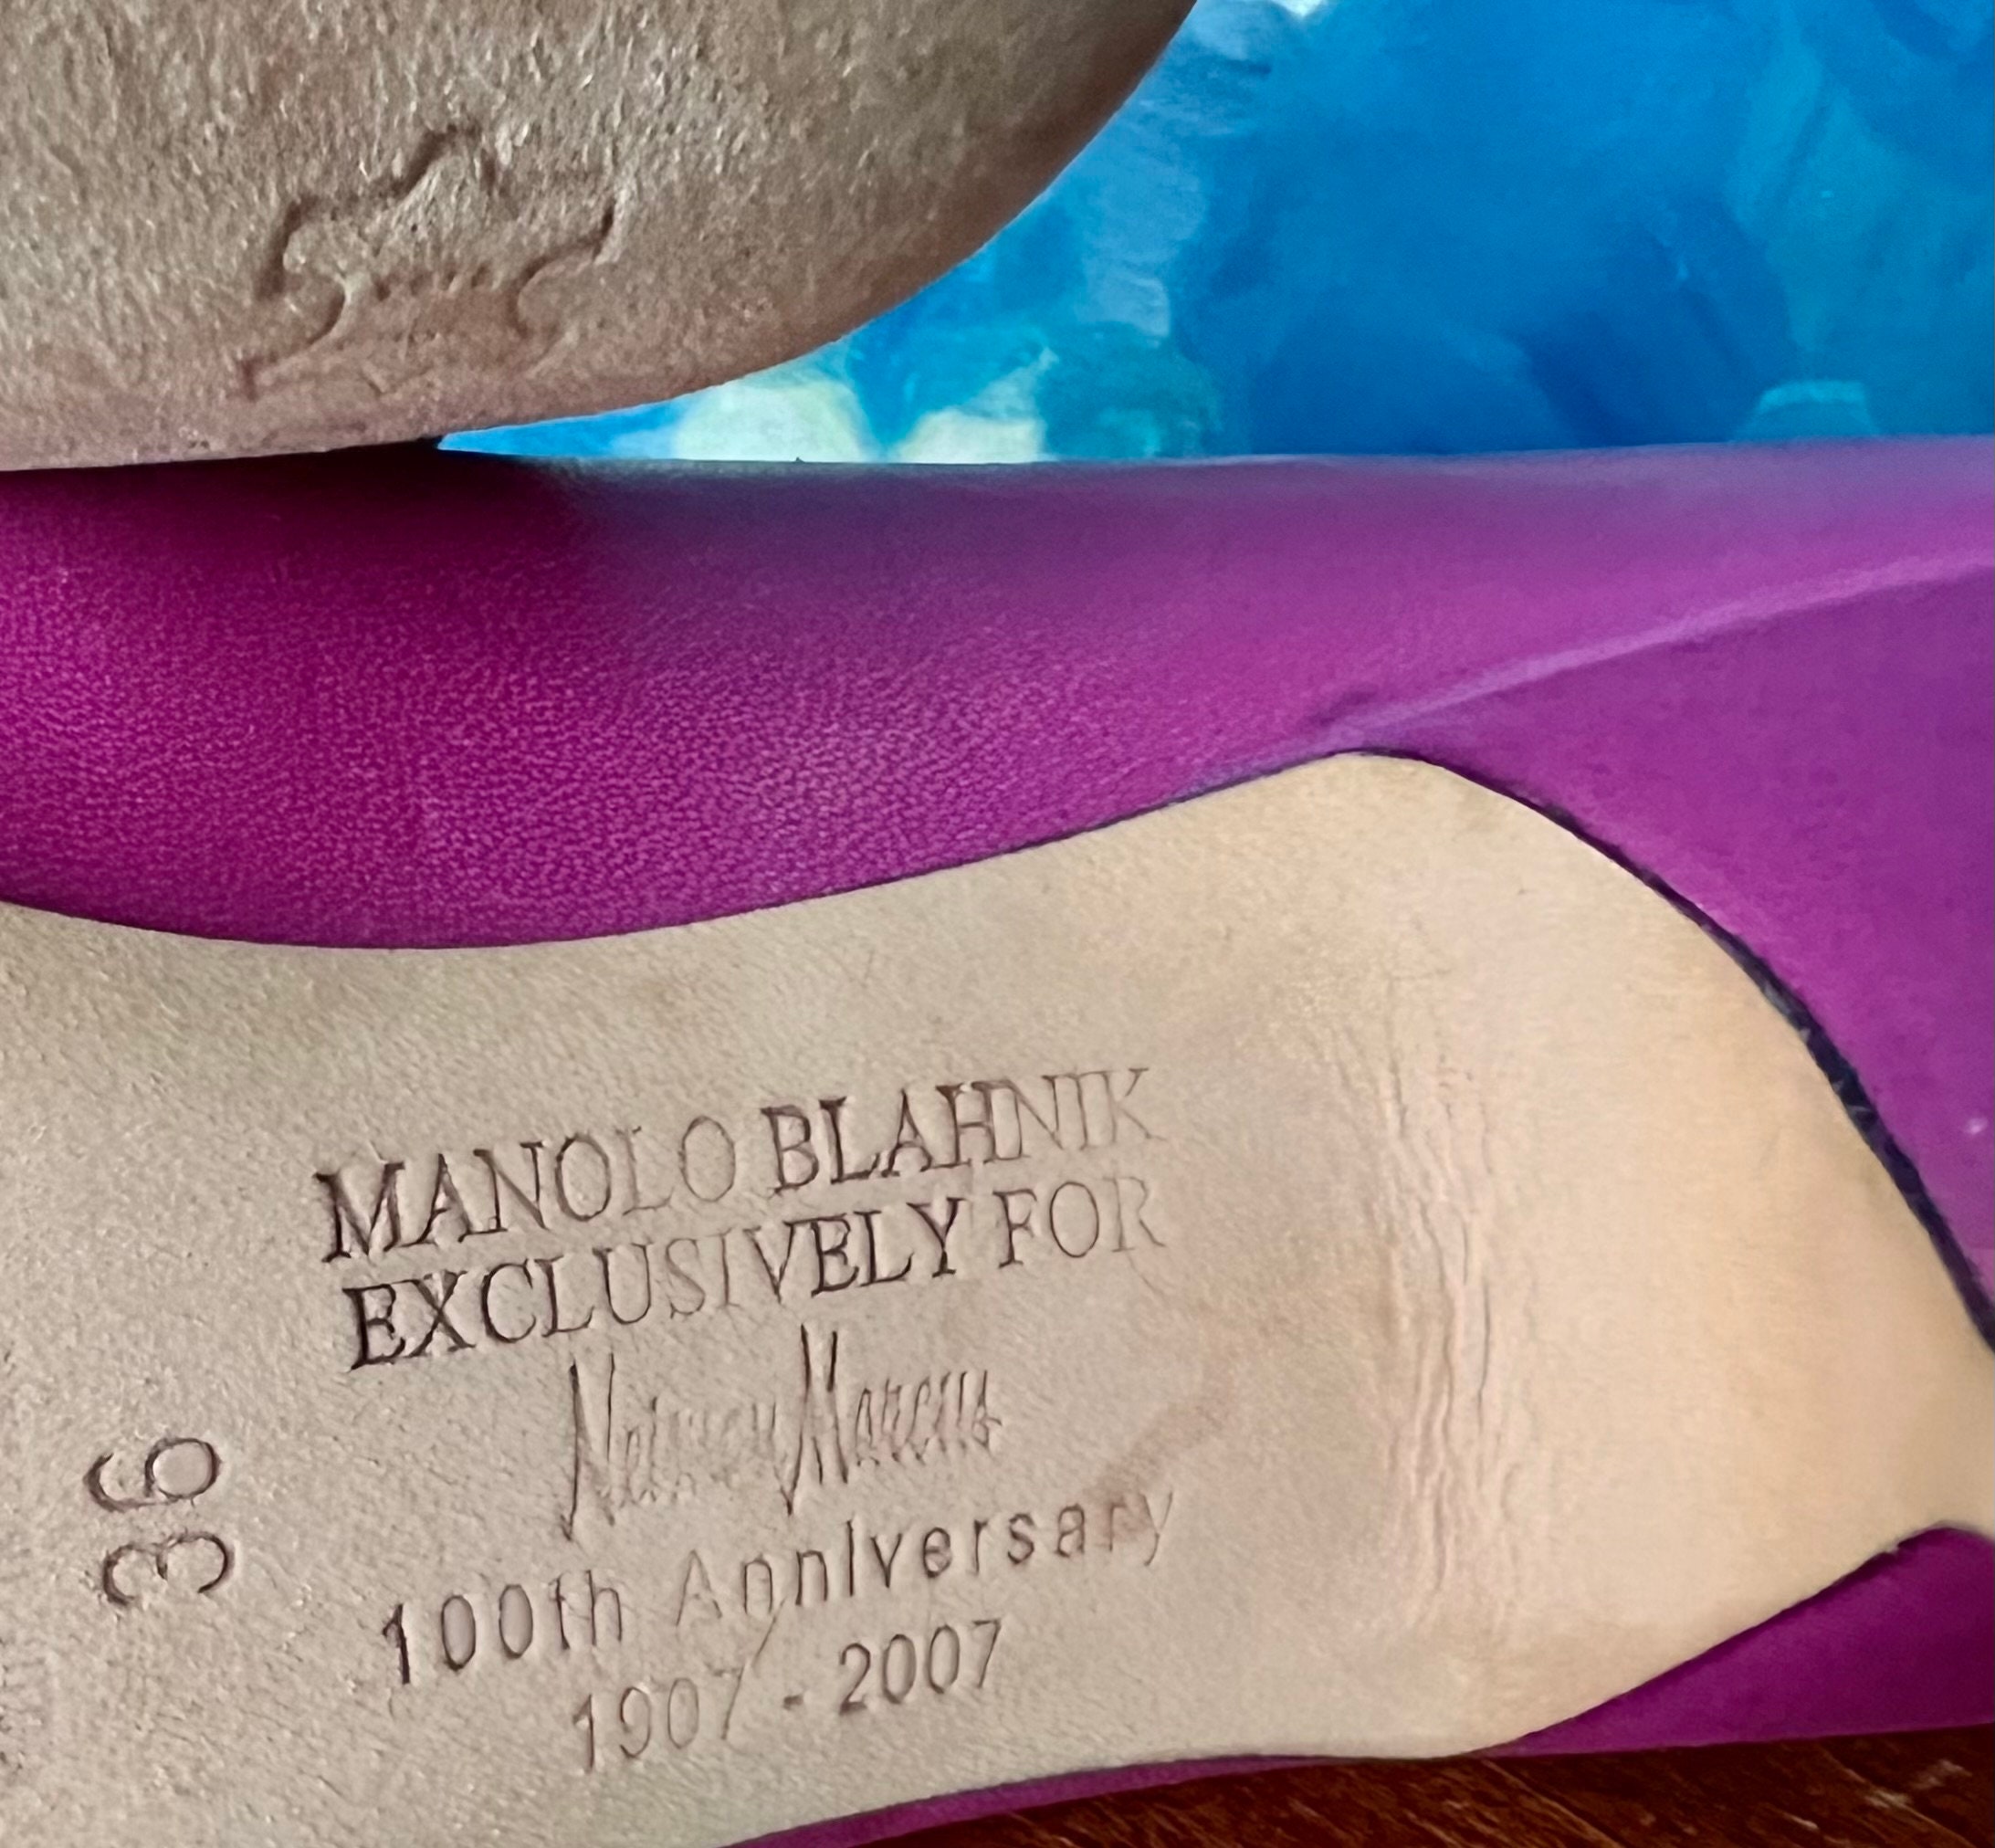 MANOLO BLAHNIK
EXCLUSIVELY FOR
Neiman Marcus
100th Anniversary
1907 - 2007
36